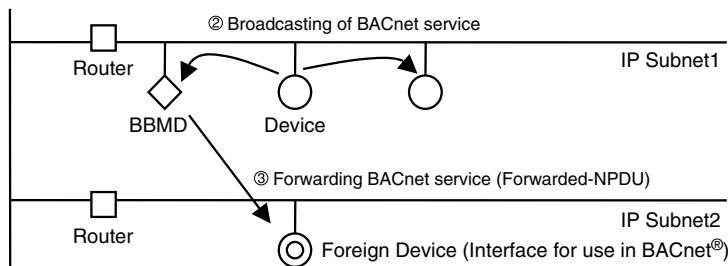 ② Broadcasting of BACnet service
Router
IP Subnet1
BBMD
Device
③ Forwarding BACnet service (Forwarded-NPDU)
Router
IP Subnet2
Foreign Device (Interface for use in BACnet®)